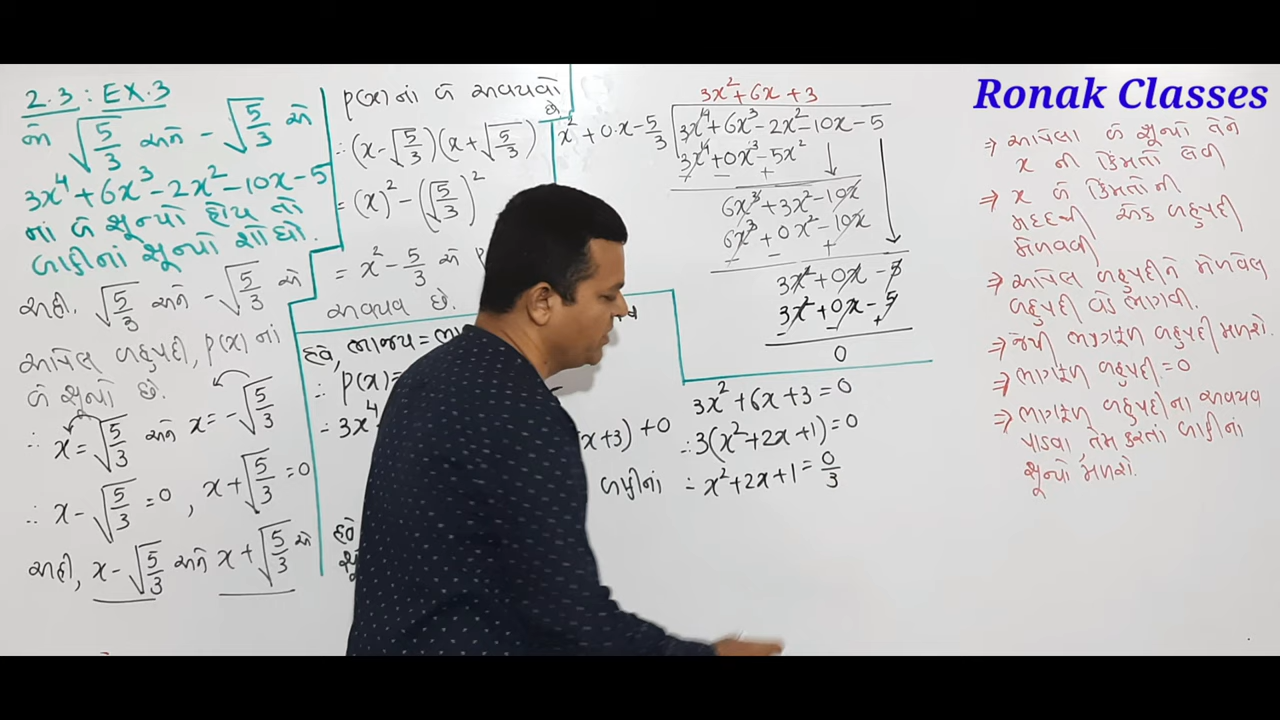 2.3 : EX.3
જો √(5/3) અને -√(5/3) એ
3x⁴+6x³-2x²-10x-5
નાં બે શૂન્યો હોય તો
બાકીનાં શૂન્યો શોધો.
અહી, √(5/3) અને -√(5/3) એ
આપેલ બહુપદી, p(x) નાં
બે શૂન્યો છે.
∴ x=√(5/3) અને x=-√(5/3)
∴ x-√(5/3)=0, x+√(5/3)=0
અહી, x-√(5/3) અને x+√(5/3) એ
p(x) નાં બે અવયવો
છે.
∴ (x-√(5/3))(x+√(5/3))
= (x)²-(√(5/3))²
= x²-5/3 એ
અવયવ છે.
હવે, ભાજ્ય =
∴ p(x)=
∴ 3x⁴
x+3)+0
હવે
બાકીનાં
3x²+6x+3
x²+0·x-5/3
3x⁴+6x³-2x²-10x-5
3x⁴+0x³-5x²
- - +
6x³+3x²-10x
6x³+0x²-10x
- - +
3x²+0x-5
3x²+0x-5
- - +
0
3x²+6x+3=0
∴ 3(x²+2x+1)=0
∴ x²+2x+1=0/3
Ronak Classes
⇒ આપેલા બે શૂન્યો તેને
x ની કિંમતો લેવી
⇒ x બે કિંમતોની
મદદથી એક બહુપદી
મેળવવી
⇒ આપેલ બહુપદીને મેળવેલ
બહુપદી વડે ભાગવી.
⇒ જેથી ભાગફળ બહુપદી મળશે.
⇒ ભાગફળ બહુપદી = 0
⇒ ભાગફળ બહુપદીના અવયવ
પાડવા તેમ કરતાં બાકીનાં
શૂન્યો મળશે.